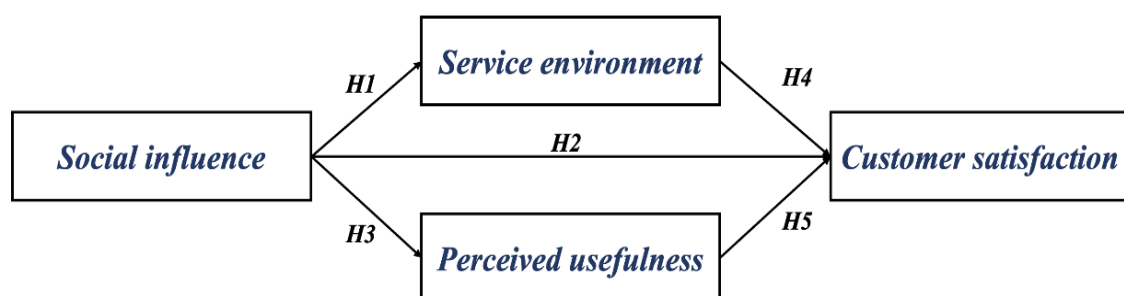 Service environment
H1
H4
Social influence
H2
Customer satisfaction
H3
H5
Perceived usefulness